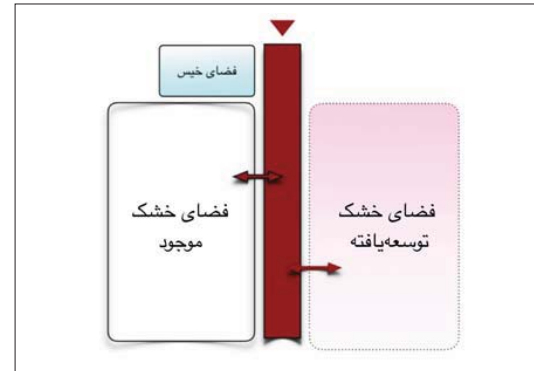 فضای خیس
فضای خشک
توسعه‌یافته
فضای خشک
موجود